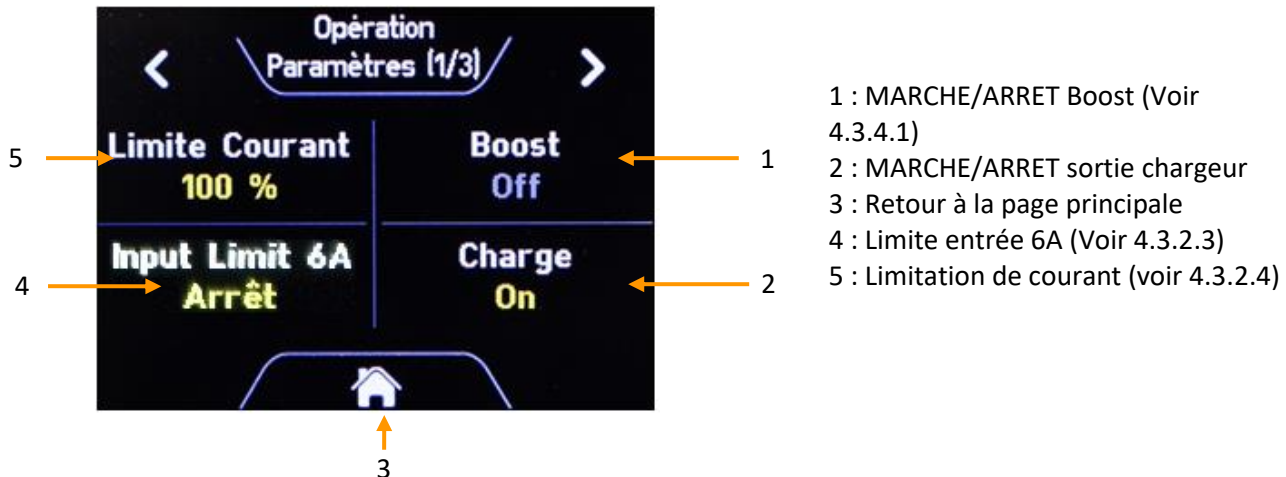 Opération
Paramètres (1/3)
Limite Courant
100 %
Boost
Off
Input Limit 6A
Arrêt
Charge
On
5
4
1
2
3
1 : MARCHE/ARRET Boost (Voir
4.3.4.1)
2 : MARCHE/ARRET sortie chargeur
3 : Retour à la page principale
4 : Limite entrée 6A (Voir 4.3.2.3)
5 : Limitation de courant (voir 4.3.2.4)